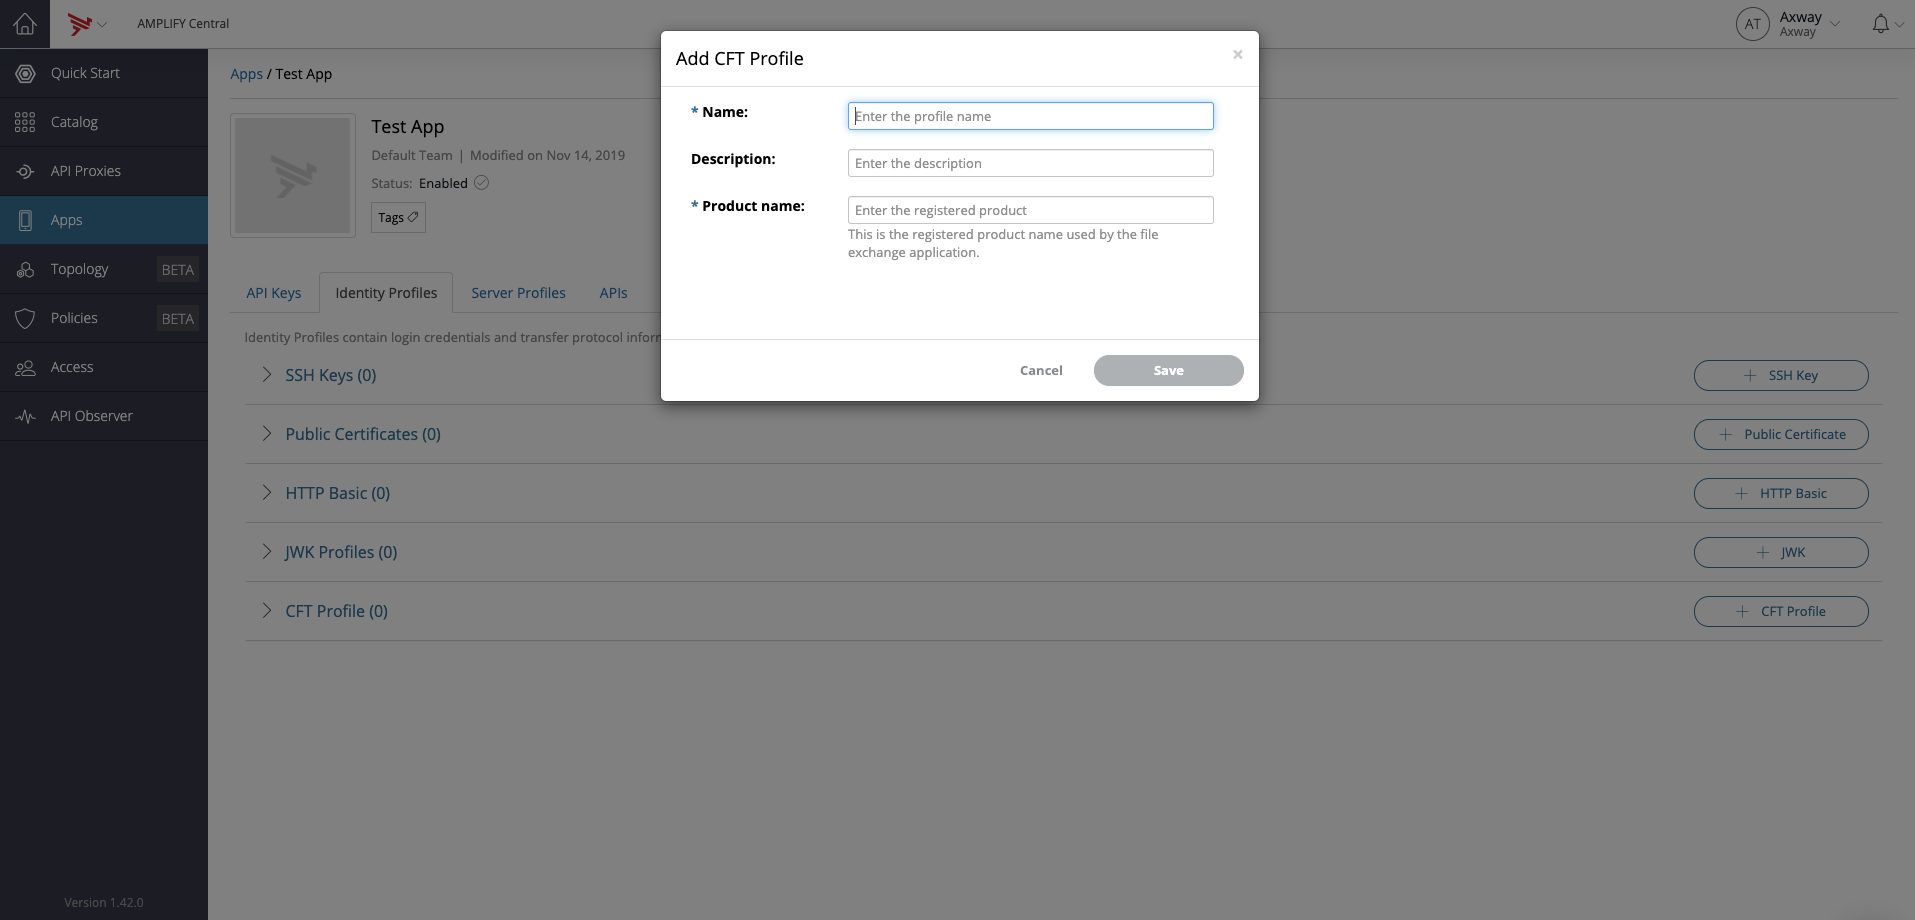 AMPLIFY Central
AT
Axway
Axway
Quick Start
Catalog
API Proxies
Apps
Topology BETA
Policies BETA
Access
API Observer
Version 1.42.0
Apps / Test App
Test App
Default Team | Modified on Nov 14, 2019
Status: Enabled
Tags
API Keys
Identity Profiles
Server Profiles
APIs
Identity Profiles contain login credentials and transfer protocol infor
SSH Keys (0)
+ SSH Key
Public Certificates (0)
+ Public Certificate
HTTP Basic (0)
+ HTTP Basic
JWK Profiles (0)
+ JWK
CFT Profile (0)
+ CFT Profile
Add CFT Profile ×
* Name:
Enter the profile name
Description:
Enter the description
* Product name:
Enter the registered product
This is the registered product name used by the file
exchange application.
Cancel
Save